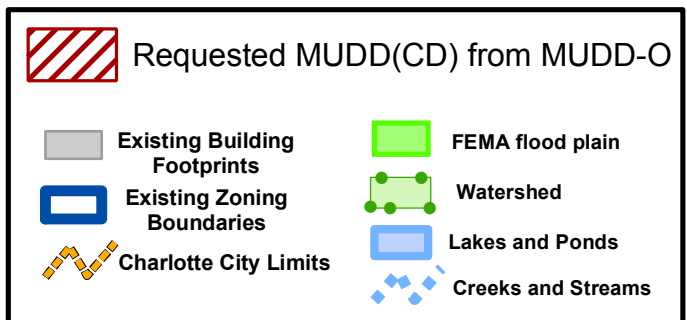 Requested MUDD(CD) from MUDD-O
Existing Building
Footprints
Existing Zoning
Boundaries
Charlotte City Limits
FEMA flood plain
Watershed
Lakes and Ponds
Creeks and Streams